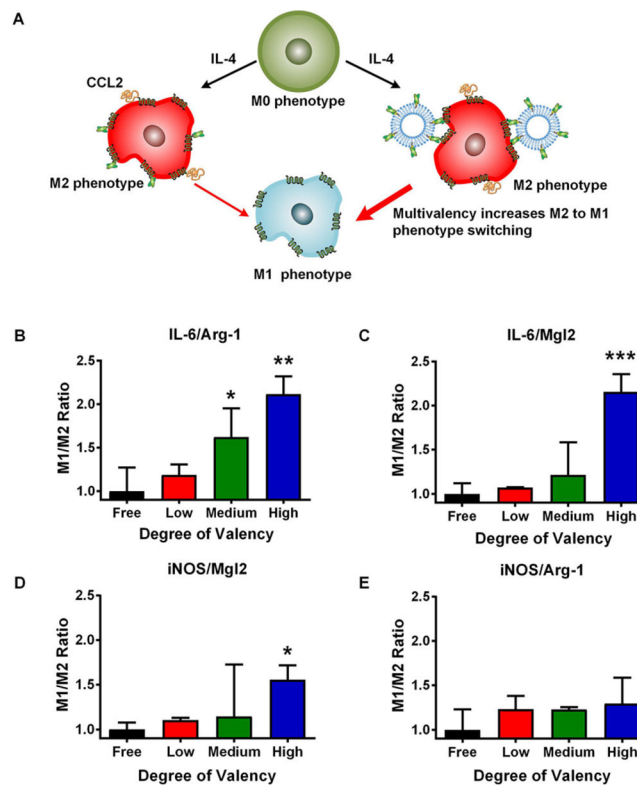 A
IL-4
IL-4
CCL2
M0 phenotype
M2 phenotype
M2 phenotype
Multivalency increases M2 to M1
phenotype switching
M1 phenotype
B
IL-6/Arg-1
M1/M2 Ratio
2.5
2.0
1.5
1.0
Free Low Medium High
Degree of Valency
*
**
C
IL-6/Mgl2
M1/M2 Ratio
2.5
2.0
1.5
1.0
Free Low Medium High
Degree of Valency
***
D
iNOS/Mgl2
M1/M2 Ratio
2.5
2.0
1.5
1.0
Free Low Medium High
Degree of Valency
*
E
iNOS/Arg-1
M1/M2 Ratio
2.5
2.0
1.5
1.0
Free Low Medium High
Degree of Valency